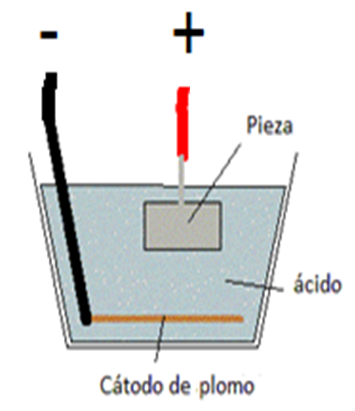 - +
Pieza
ácido
Cátodo de plomo